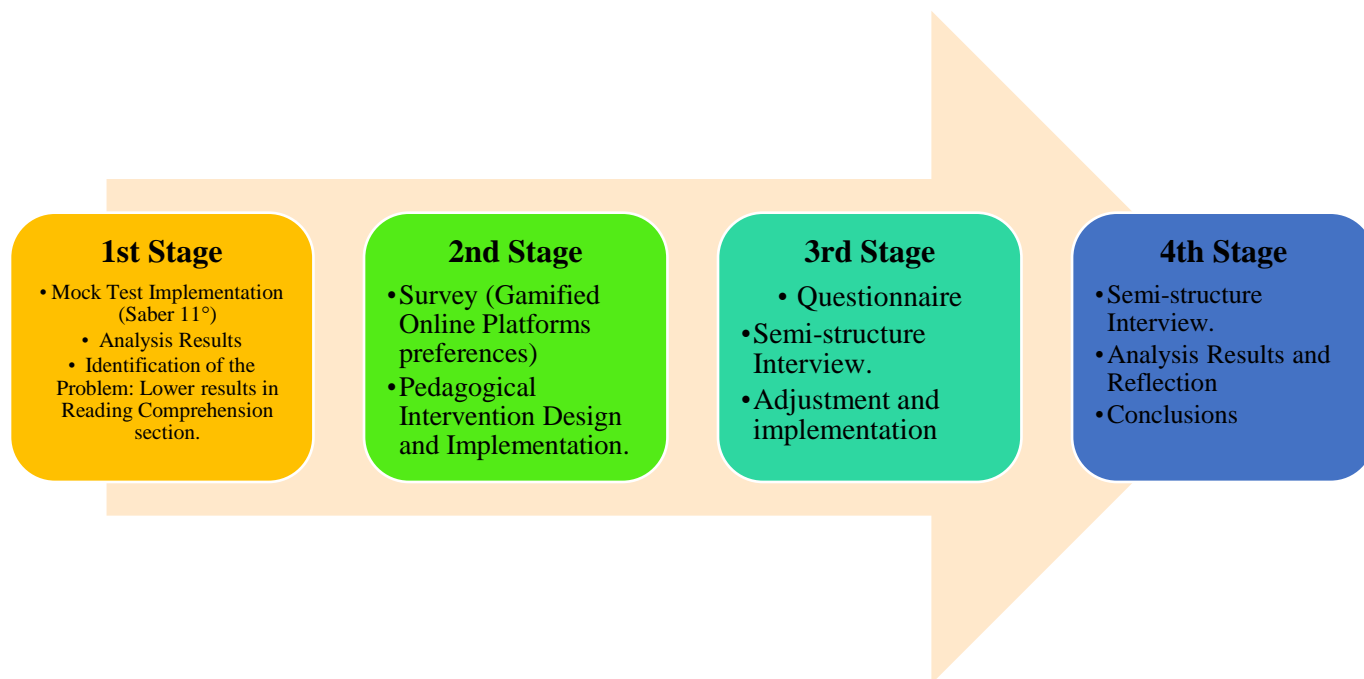 1st Stage
• Mock Test Implementation
(Saber 11°)
• Analysis Results
• Identification of the
Problem: Lower results in
Reading Comprehension
section.
2nd Stage
•Survey (Gamified
Online Platforms
preferences)
•Pedagogical
Intervention Design
and Implementation.
3rd Stage
• Questionnaire
•Semi-structure
Interview.
•Adjustment and
implementation
4th Stage
•Semi-structure
Interview.
•Analysis Results and
Reflection
•Conclusions